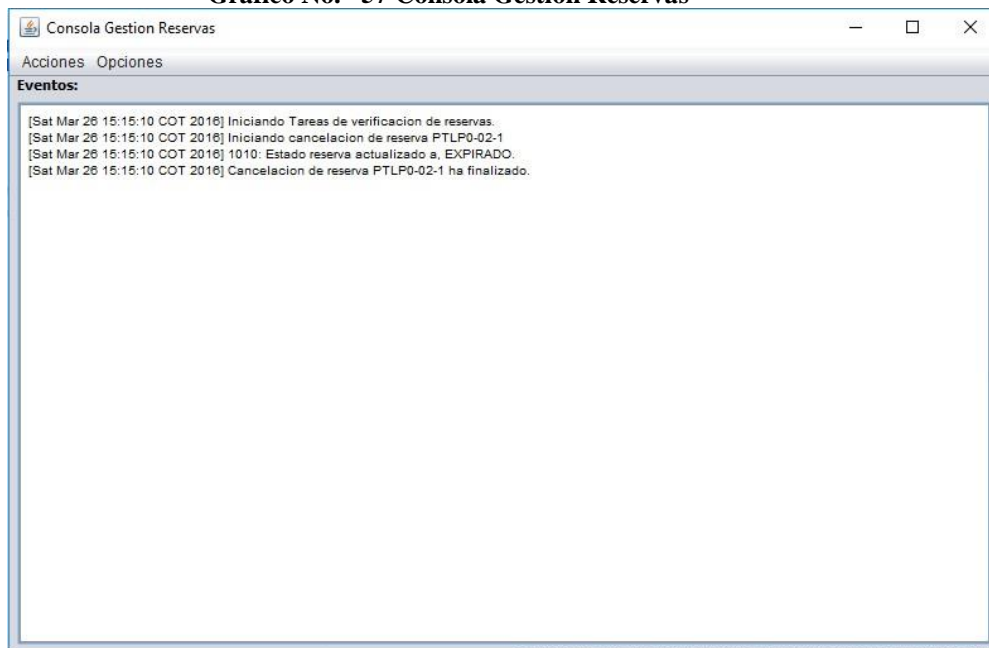 Gráfico No. 37 Consola Gestión Reservas
Consola Gestion Reservas
Acciones Opciones
Eventos:
[Sat Mar 26 15:15:10 COT 2016] Iniciando Tareas de verificacion de reservas.
[Sat Mar 26 15:15:10 COT 2016] Iniciando cancelacion de reserva PTLP0-02-1
[Sat Mar 26 15:15:10 COT 2016] 1010: Estado reserva actualizado a, EXPIRADO.
[Sat Mar 26 15:15:10 COT 2016] Cancelacion de reserva PTLP0-02-1 ha finalizado.